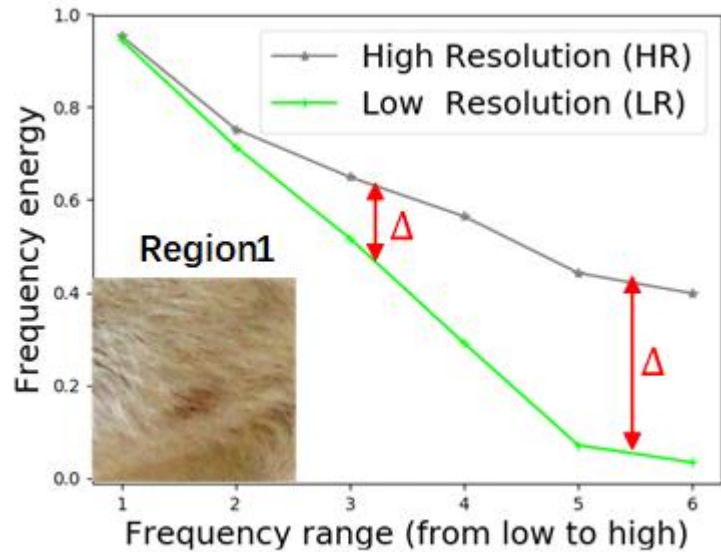 1.0
0.8
0.6
0.4
0.2
0.0
Frequency energy
High Resolution (HR)
Low Resolution (LR)
Δ
Δ
Region1
1 2 3 4 5 6
Frequency range (from low to high)